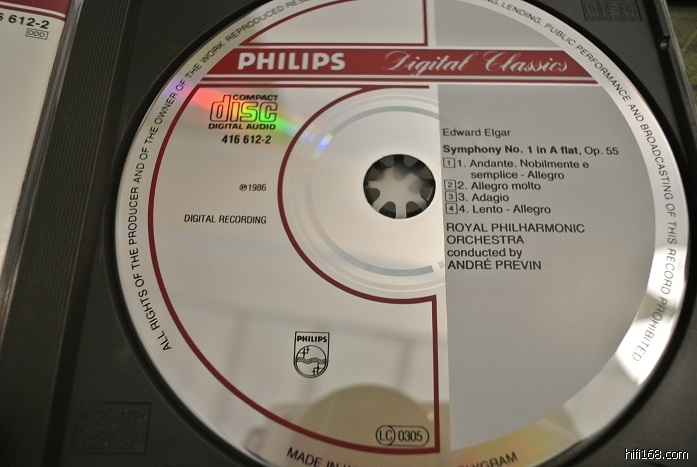 6 612-2
DDD
PHILIPS Digital Classics
COMPACT
disc
DIGITAL AUDIO
416 612-2
℗1986
DIGITAL RECORDING
PHILIPS
LC 0305
Edward Elgar
Symphony No. 1 in A flat, Op. 55
1 1. Andante. Nobilmente e
semplice - Allegro
2 2. Allegro molto
3 3. Adagio
4 4. Lento - Allegro
ROYAL PHILHARMONIC
ORCHESTRA
conducted by
ANDRÉ PREVIN
ALL RIGHTS OF THE PRODUCER AND OF THE OWNER OF THE WORK REPRODUCED RESE
LENDING, PUBLIC PERFORMANCE AND BROADCASTING OF THIS RECORD PROHIBITED
MADE IN
YGRAM
hifi168.com